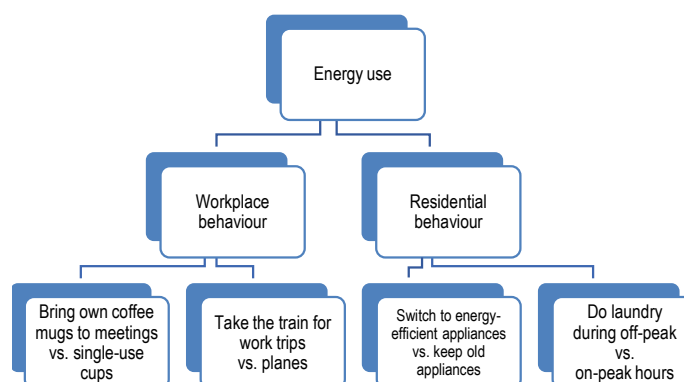 Energy use
Workplace
behaviour
Residential
behaviour
Bring own coffee
mugs to meetings
vs. single-use
cups
Take the train for
work trips
vs. planes
Switch to energy-
efficient appliances
vs. keep old
appliances
Do laundry
during off-peak
vs.
on-peak hours